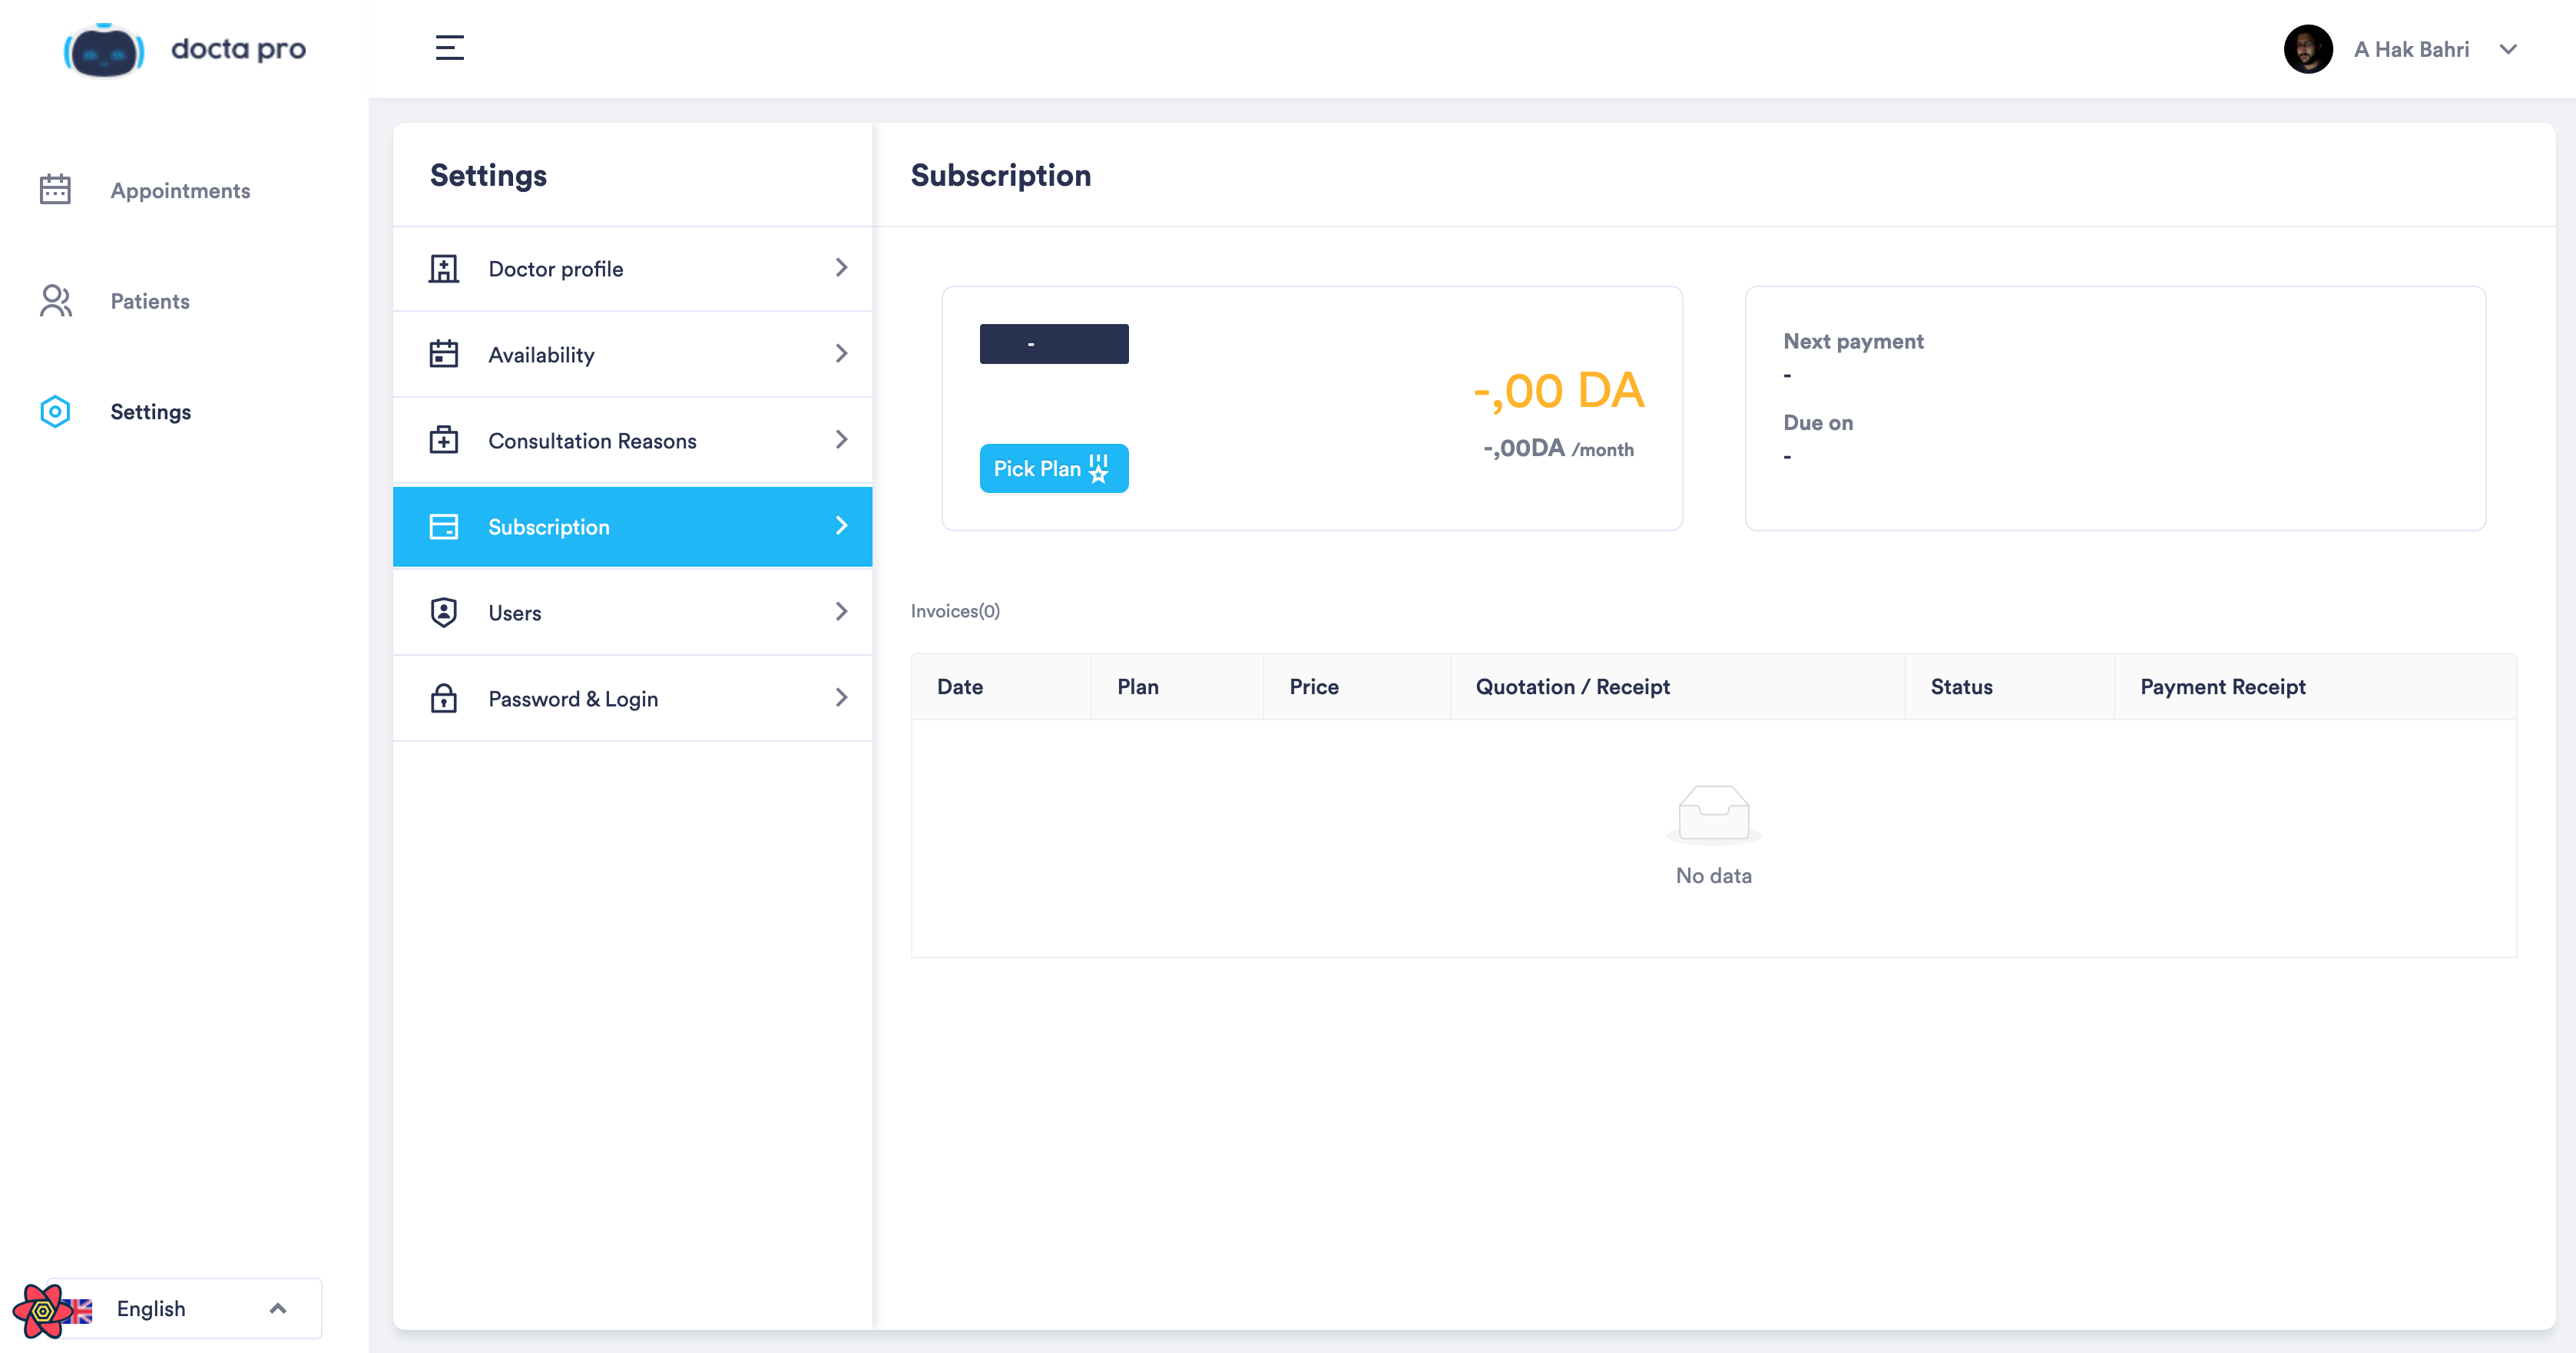 docta pro
A Hak Bahri
Appointments
Patients
Settings
English
Settings
Doctor profile
Availability
Consultation Reasons
Subscription
Users
Password & Login
Subscription
-
Pick Plan
-,00 DA
-,00DA /month
Next payment
-
Due on
-
Invoices(0)
Date Plan Price Quotation / Receipt Status Payment Receipt
No data